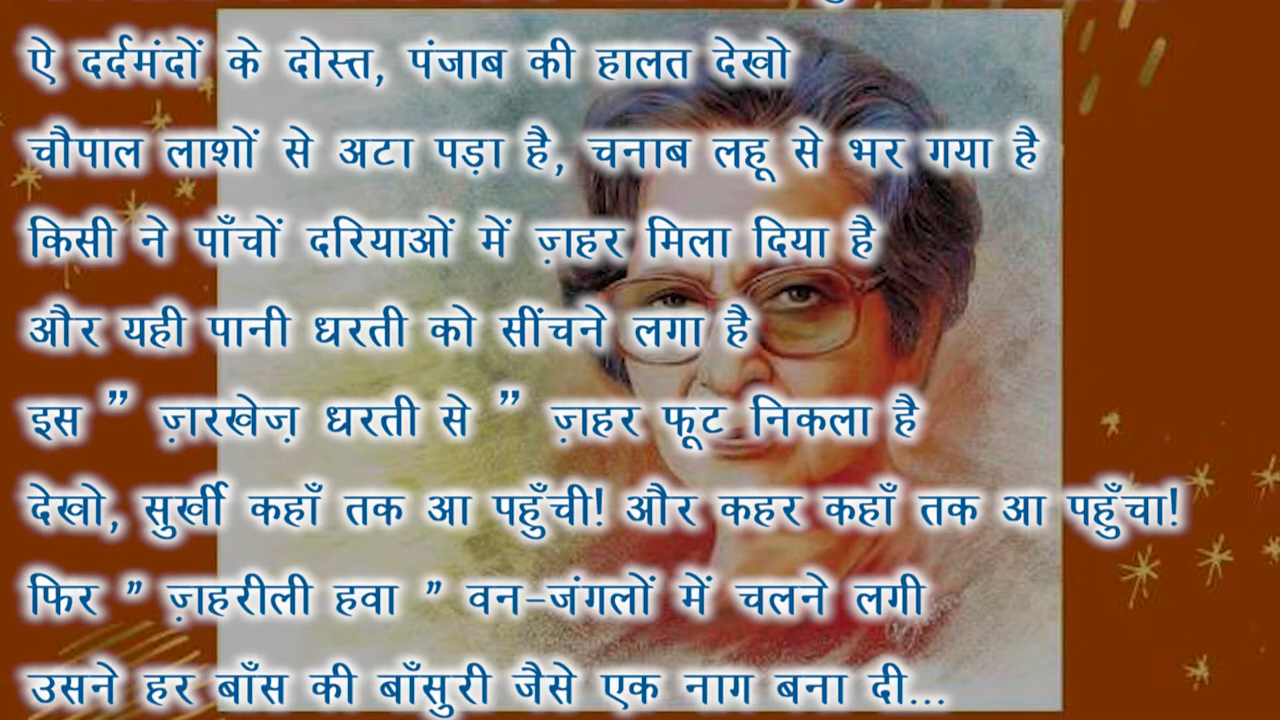 ऐ दर्दमंदों के दोस्त, पंजाब की हालत देखो
चौपाल लाशों से अटा पड़ा है, चनाब लहू से भर गया है
किसी ने पाँचों दरियाओं में ज़हर मिला दिया है
और यही पानी धरती को सींचने लगा है
इस ” ज़रखेज़ धरती से ” ज़हर फूट निकला है
देखो, सुर्खी कहाँ तक आ पहुँची! और कहर कहाँ तक आ पहुँचा!
फिर ” ज़हरीली हवा ” वन-जंगलों में चलने लगी
उसने हर बाँस की बाँसुरी जैसे एक नाग बना दी...